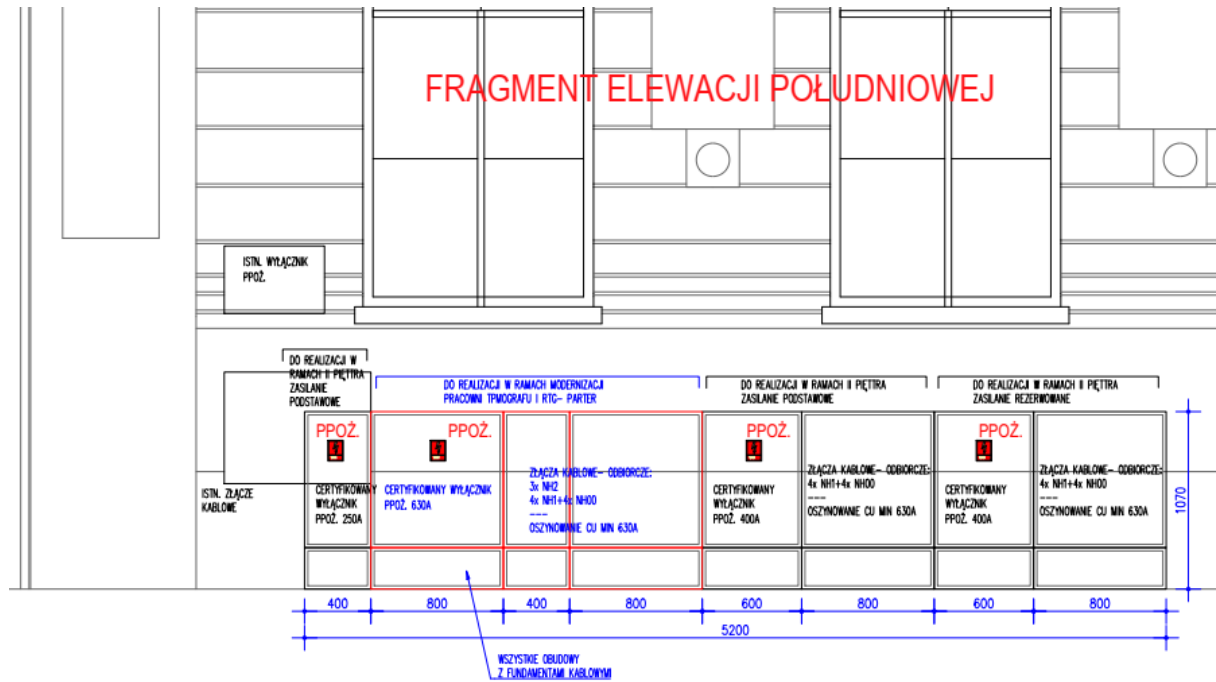 FRAGMENT ELEWACJI POŁUDNIOWEJ
ISTN. WYŁĄCZNIK
PPOŻ.
DO REALIZACJI W
RAMACH II PIĘTTRA
ZASILANIE
PODSTAWOWE
DO REALIZACJI W RAMACH MODERNIZACJI
PRACOWNI TPMOGRAFU I RTG- PARTER
DO REALIZACJI W RAMACH II PIĘTTRA
ZASILANIE PODSTAWOWE
DO REALIZACJI W RAMACH II PIĘTTRA
ZASILANIE REZERWOWANE
ISTN. ZŁĄCZE
KABLOWE
PPOŻ.
CERTYFIKOWANY
WYŁĄCZNIK
PPOŻ. 250A
PPOŻ.
CERTYFIKOWANY WYŁĄCZNIK
PPOŻ. 630A
ZŁĄCZA KABLOWE- ODBIORCZE:
3x NH2
4x NH1+4x NH00
---
OSZYNOWANIE CU MIN 630A
PPOŻ.
CERTYFIKOWANY
WYŁĄCZNIK
PPOŻ. 400A
ZŁĄCZA KABLOWE- ODBIORCZE:
4x NH1+4x NH00
---
OSZYNOWANIE CU MIN 630A
PPOŻ.
CERTYFIKOWANY
WYŁĄCZNIK
PPOŻ. 400A
ZŁĄCZA KABLOWE- ODBIORCZE:
4x NH1+4x NH00
---
OSZYNOWANIE CU MIN 630A
1070
400 800 400 800 600 800 600 800
5200
WSZYSTKIE OBUDOWY
Z FUNDAMENTAMI KABLOWYMI